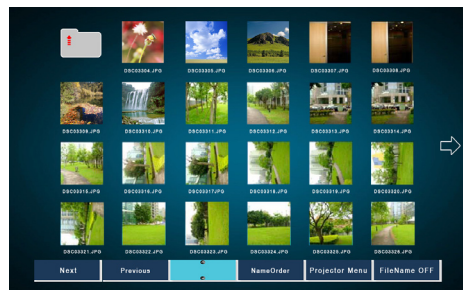 DSC03304.JPG
DSC03305.JPG
DSC03306.JPG
DSC03307.JPG
DSC03308.JPG
DSC03309.JPG
DSC03310.JPG
DSC03311.JPG
DSC03312.JPG
DSC03313.JPG
DSC03314.JPG
DSC03315.JPG
DSC03316.JPG
DSC03317.JPG
DSC03318.JPG
DSC03319.JPG
DSC03320.JPG
DSC03321.JPG
DSC03322.JPG
DSC03323.JPG
DSC03324.JPG
DSC03325.JPG
DSC03326.JPG
Next
Previous
NameOrder
Projector Menu
FileName OFF